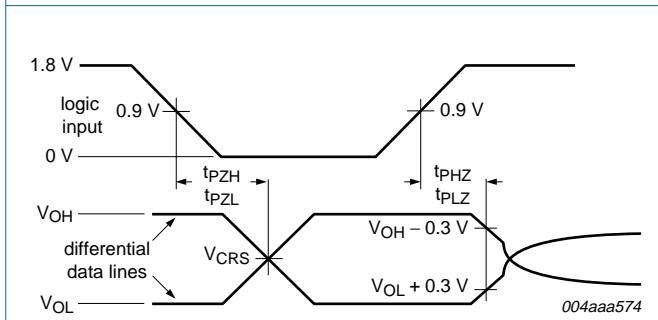 1.8 V
logic
input
0.9 V
0.9 V
0 V
tPZH
tPZL
tPHZ
tPLZ
VOH
VOH − 0.3 V
differential
data lines
VCRS
VOL + 0.3 V
VOL
004aaa574